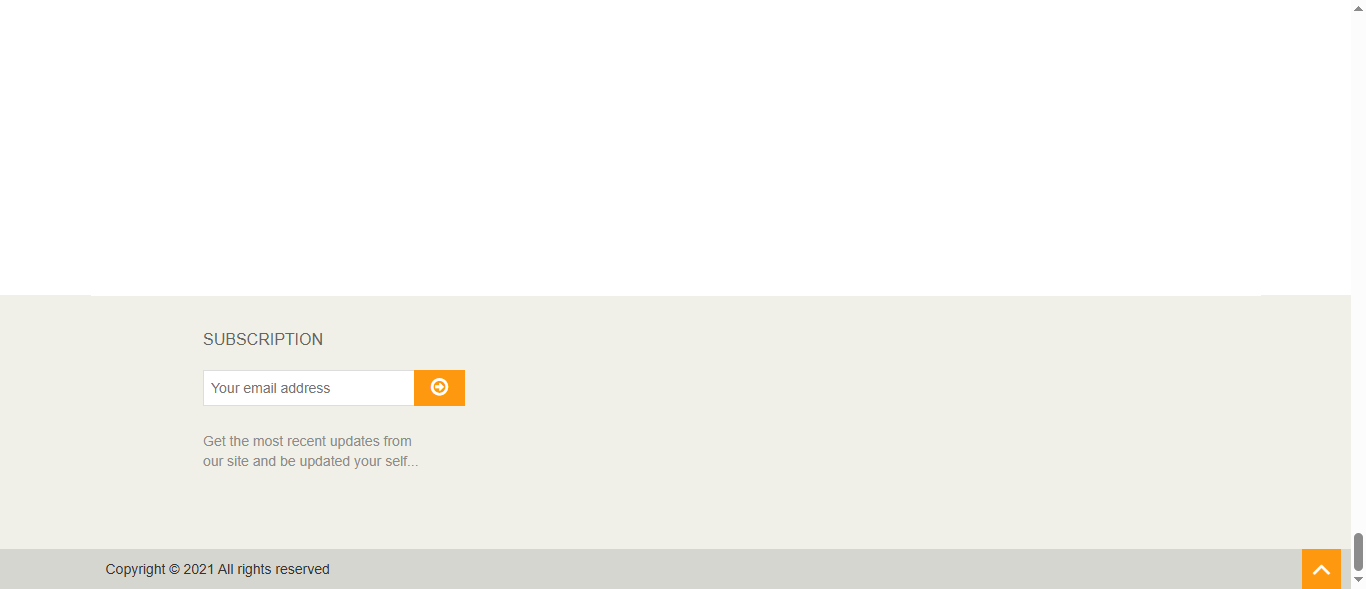 SUBSCRIPTION
Your email address
Get the most recent updates from
our site and be updated your self...
Copyright © 2021 All rights reserved